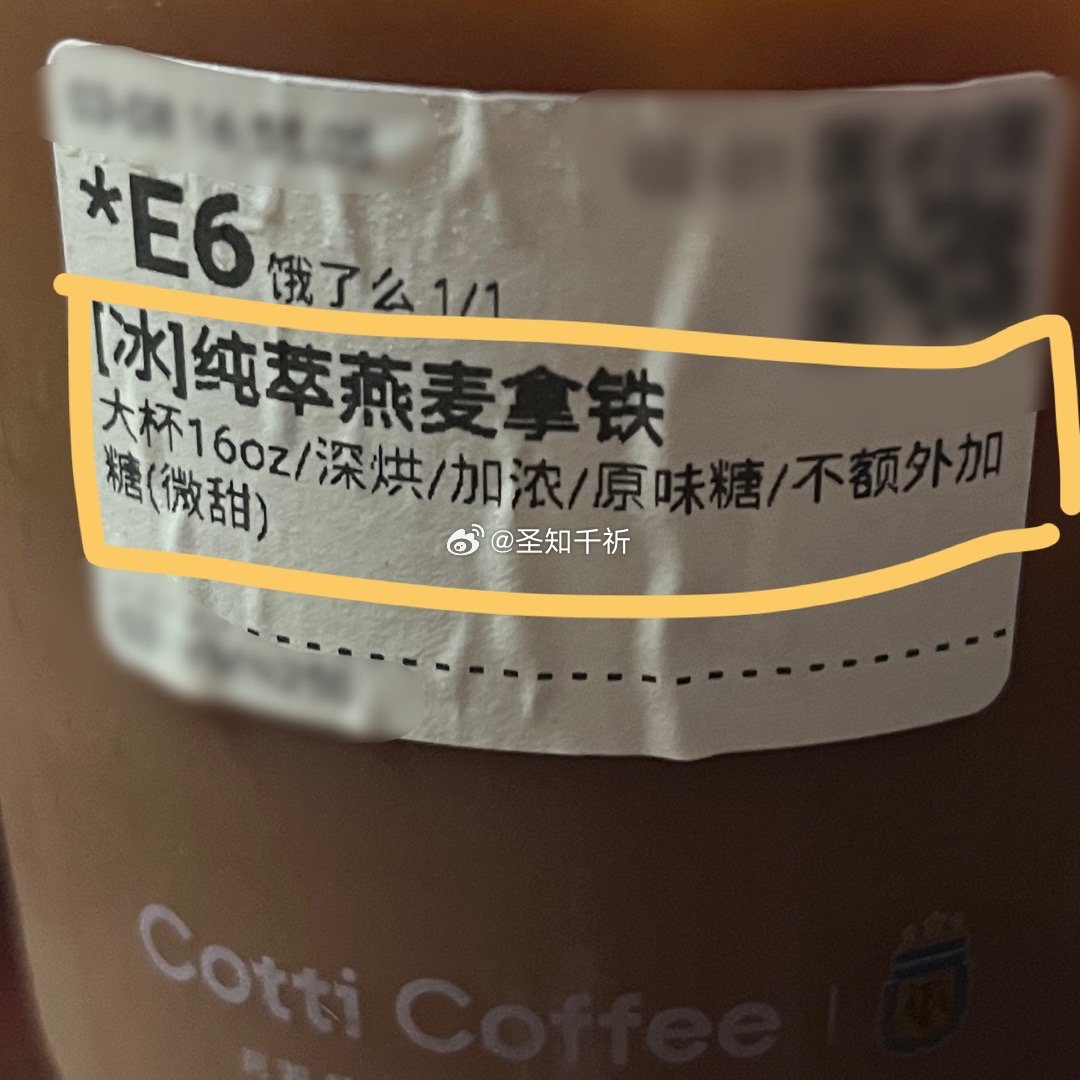 *E6 饿了么 1/1
[冰]纯萃燕麦拿铁
大杯16oz/深烘/加浓/原味糖/不额外加
糖(微甜)
@圣知千祈
Cotti Coffee